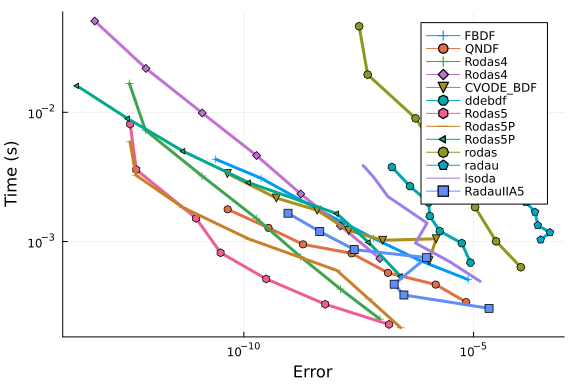 FBDF
QNDF
Rodas4
Rodas4
CVODE_BDF
ddebdf
Rodas5
Rodas5P
Rodas5P
rodas
radau
lsoda
RadauIIA5
Time (s)
10⁻²
10⁻³
10⁻¹⁰
10⁻⁵
Error